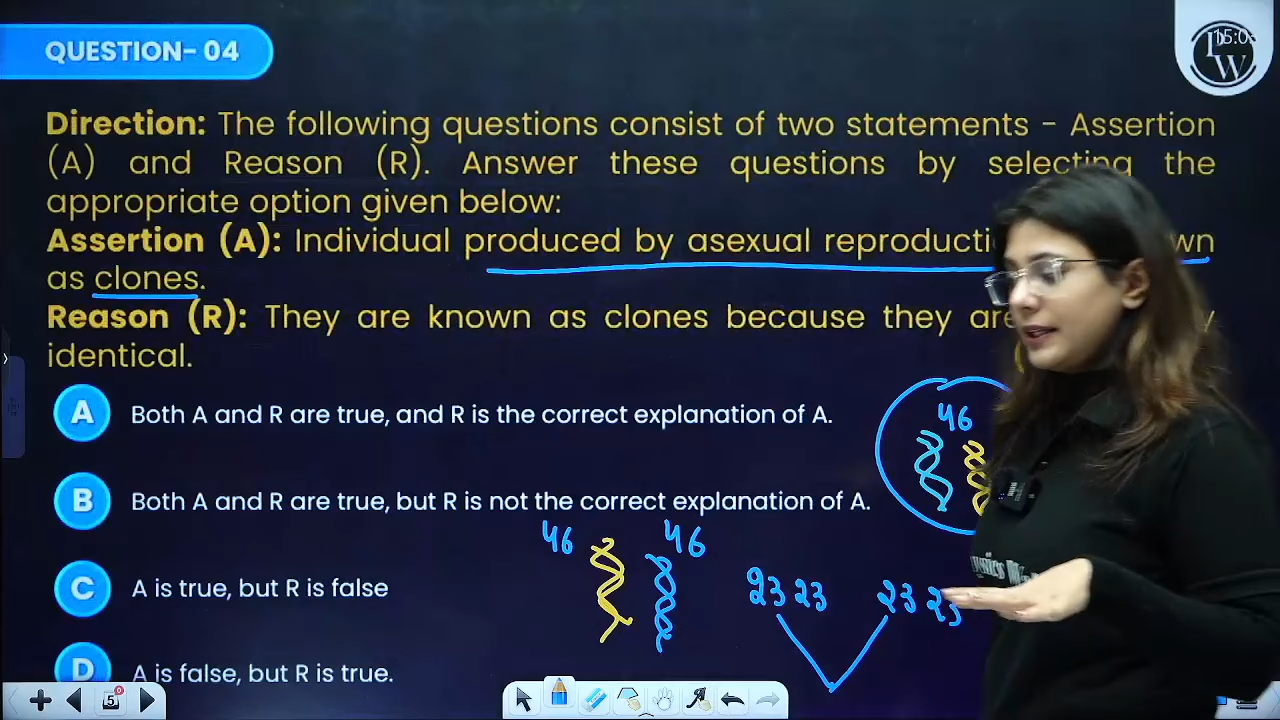 QUESTION- 04
15:0
P
W
Direction: The following questions consist of two statements - Assertion
(A) and Reason (R). Answer these questions by selecting the
appropriate option given below:
Assertion (A): Individual produced by asexual
as clones.
Reason (R): They are known as clones because they
identical.
A Both A and R are true, and R is the correct explanation of A.
46
B Both A and R are true, but R is not the correct explanation of A.
46 46
C A is true, but R is false
23 23 23 23
D A is false, but R is true.
5
0